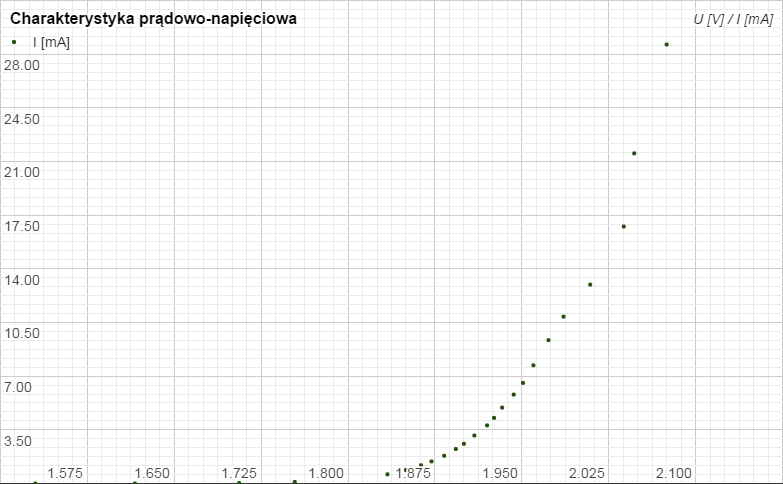 Charakterystyka prądowo-napięciowa
U [V] / I [mA]
I [mA]
28.00
24.50
21.00
17.50
14.00
10.50
7.00
3.50
1.575 1.650 1.725 1.800 1.875 1.950 2.025 2.100